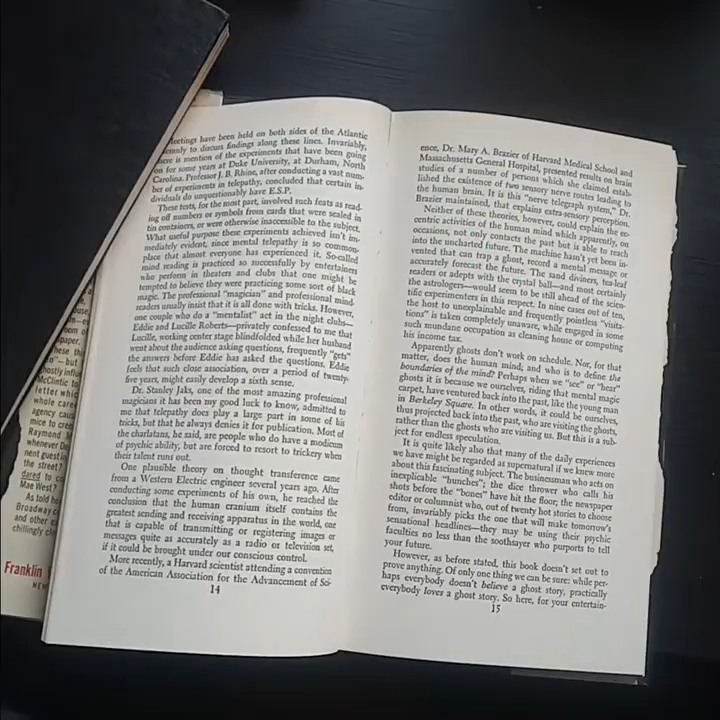 eetings have been held on both sides of the Atlantic
ennly to discuss findings along these lines. Invariably,
ere is mention of the experiments that have been going
on for some years at Duke University, at Durham, North
Carolina. Professor J. B. Rhine, after conducting a vast num-
ber of experiments in telepathy, concluded that certain in-
dividuals do unquestionably have E.S.P.
These tests, for the most part, involved such feats as read-
ing off numbers or symbols from cards that were sealed in
tin containers, or were otherwise inaccessible to the subject.
What useful purpose these experiments achieved isn't im-
mediately evident, since mental telepathy is so common-
place that almost everyone has experienced it. So-called
mind reading is practiced so successfully by entertainers
who perform in theaters and clubs that one might be
tempted to believe they were practicing some sort of black
magic. The professional "magician" and professional mind-
readers usually insist that it is all done with tricks. However,
one couple who do a "mentalist" act in the night clubs—
Eddie and Lucille Roberts—privately confessed to me that
Lucille, working center stage blindfolded while her husband
went about the audience asking questions, frequently "gets"
the answers before Eddie has asked the questions. Eddie
feels that such close association, over a period of twenty-
five years, might easily develop a sixth sense.
Dr. Stanley Jaks, one of the most amazing professional
magicians it has been my good luck to know, admitted to
me that telepathy does play a large part in some of his
tricks, but that he always denies it for publication. Most of
the charlatans, he said, are people who do have a modicum
of psychic ability, but are forced to resort to trickery when
their talent runs out.
One plausible theory on thought transference came
from a Western Electric engineer several years ago. After
conducting some experiments of his own, he reached the
conclusion that the human cranium itself contains the
greatest sending and receiving apparatus in the world, one
that is capable of transmitting or registering images or
messages quite as accurately as a radio or television set,
if it could be brought under our conscious control.
More recently, a Harvard scientist attending a convention
of the American Association for the Advancement of Sci-
14
ence, Dr. Mary A. Brazier of Harvard Medical School and
Massachusetts General Hospital, presented results on brain
studies of a number of persons which she claimed estab-
lished the existence of two sensory nerve routes leading to
the human brain. It is this "nerve telegraph system," Dr.
Brazier maintained, that explains extra-sensory perception.
Neither of these theories, however, could explain the ec-
centric activities of the human mind which apparently, on
occasions, not only contacts the past but is able to reach
into the uncharted future. The machine hasn't yet been in-
vented that can trap a ghost, record a mental message or
accurately forecast the future. The sand diviners, tea-leaf
readers or adepts with the crystal ball—and most certainly
the astrologers—would seem to be still ahead of the scien-
tific experimenters in this respect. In nine cases out of ten,
the host to unexplainable and frequently pointless "visita-
tions" is taken completely unaware, while engaged in some
such mundane occupation as cleaning house or computing
his income tax.
Apparently ghosts don't work on schedule. Nor, for that
matter, does the human mind; and who is to define the
boundaries of the mind? Perhaps when we "see" or "hear"
ghosts it is because we ourselves, riding that mental magic
carpet, have ventured back into the past, like the young man
in Berkeley Square. In other words, it could be ourselves,
thus projected back into the past, who are visiting the ghosts,
rather than the ghosts who are visiting us. But this is a sub-
ject for endless speculation.
It is quite likely also that many of the daily experiences
we have might be regarded as supernatural if we knew more
about this fascinating subject. The businessman who acts on
inexplicable "hunches"; the dice thrower who calls his
shots before the "bones" have hit the floor; the newspaper
editor or columnist who, out of twenty hot stories to choose
from, invariably picks the one that will make tomorrow's
sensational headlines—they may be using their psychic
faculties no less than the soothsayer who purports to tell
your future.
However, as before stated, this book doesn't set out to
prove anything. Of only one thing we can be sure: while per-
haps everybody doesn't believe a ghost story, practically
everybody loves a ghost story. So here, for your entertain-
15
ghostly influ
McClintic to
letter which
whole care
agency cau
mice to cree
Raymond M
whenever De
nent guest in
the street?
dared to co
Mae West?
As told he
Broadway c
and other e
chillingly clo
Franklin
NEW